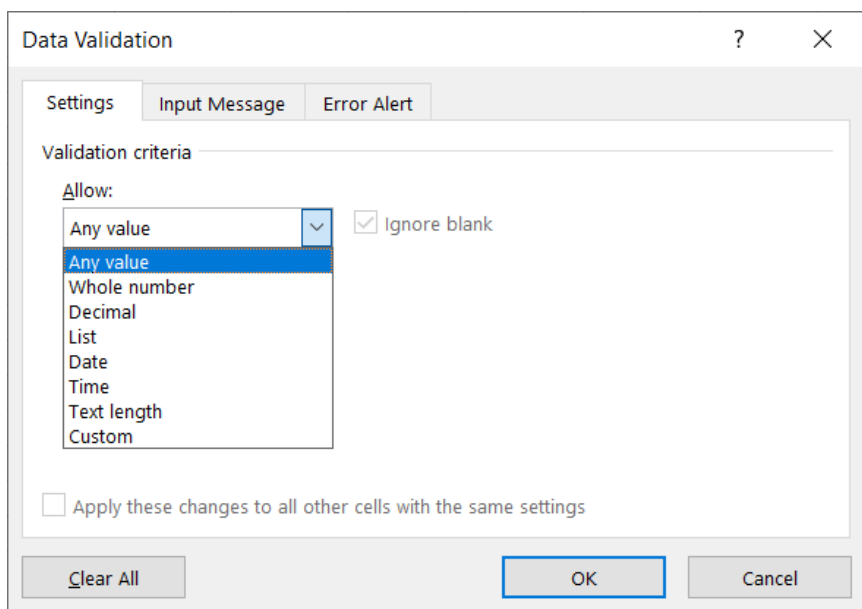 Data Validation ?
Settings Input Message Error Alert
Validation criteria
Allow:
Any value Ignore blank
Any value
Whole number
Decimal
List
Date
Time
Text length
Custom
Apply these changes to all other cells with the same settings
Clear All OK Cancel